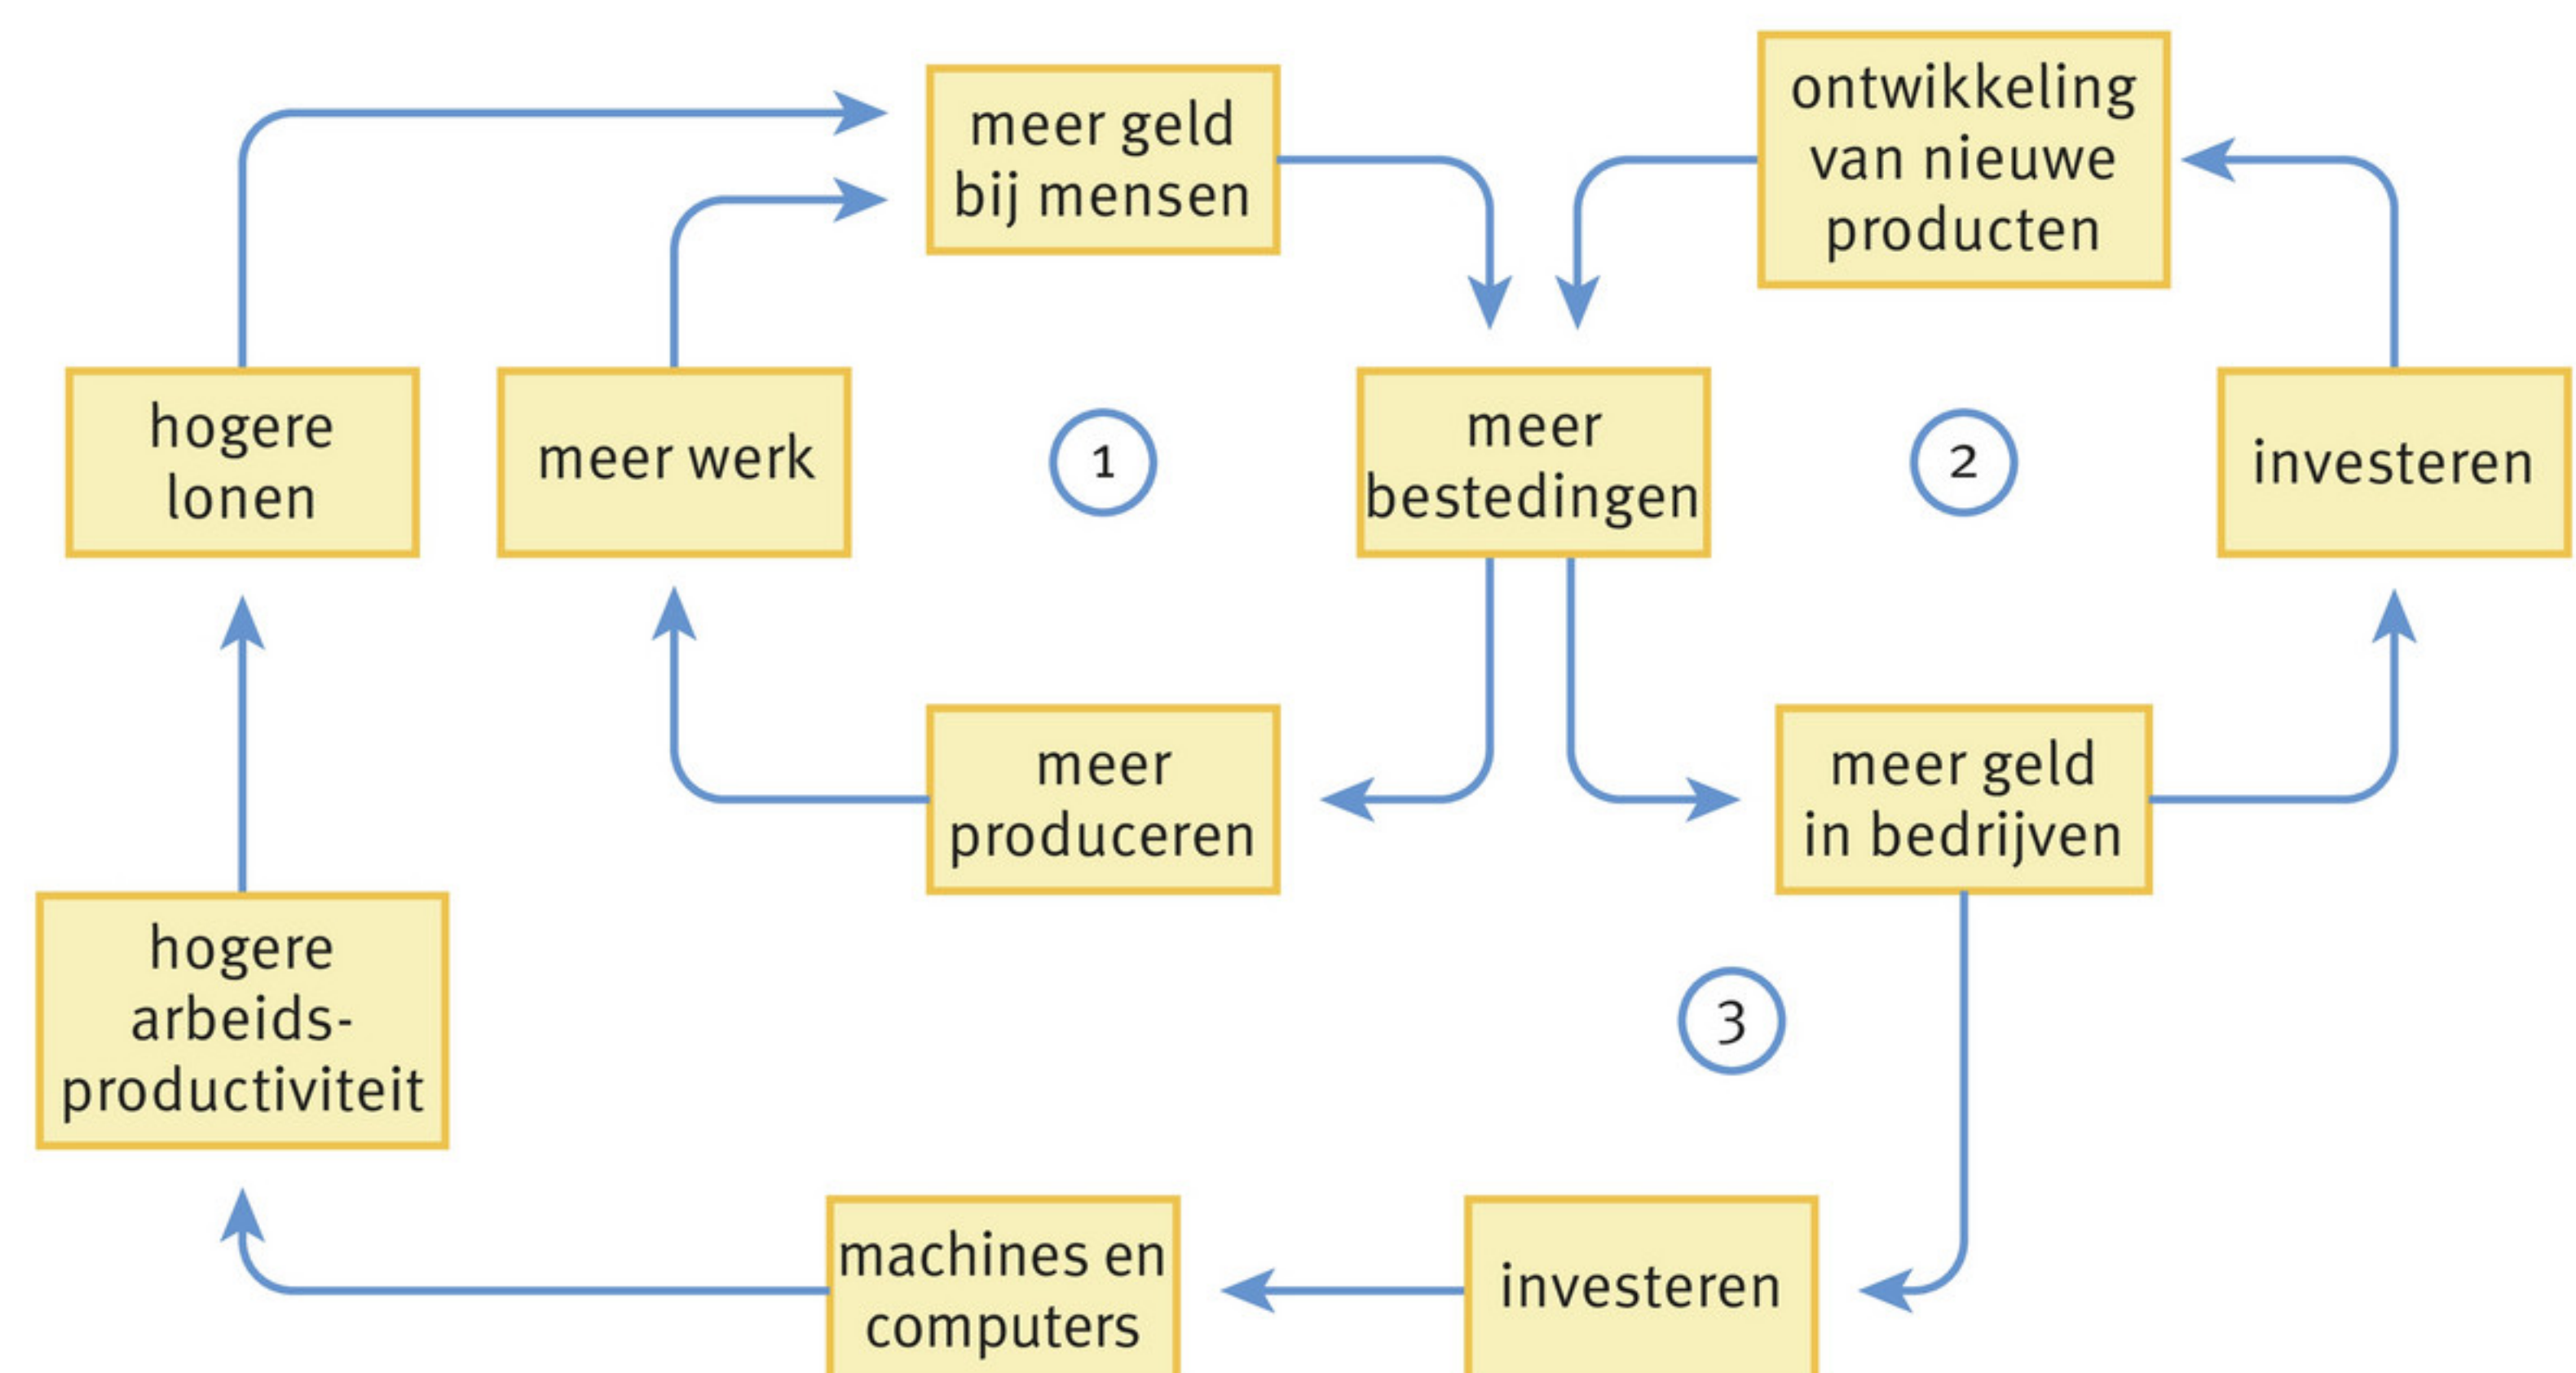 meer geld
bij mensen
ontwikkeling
van nieuwe
producten
hogere
lonen
meer werk
1
meer
bestedingen
2
investeren
meer
produceren
meer geld
in bedrijven
hogere
arbeids-
productiviteit
3
machines en
computers
investeren